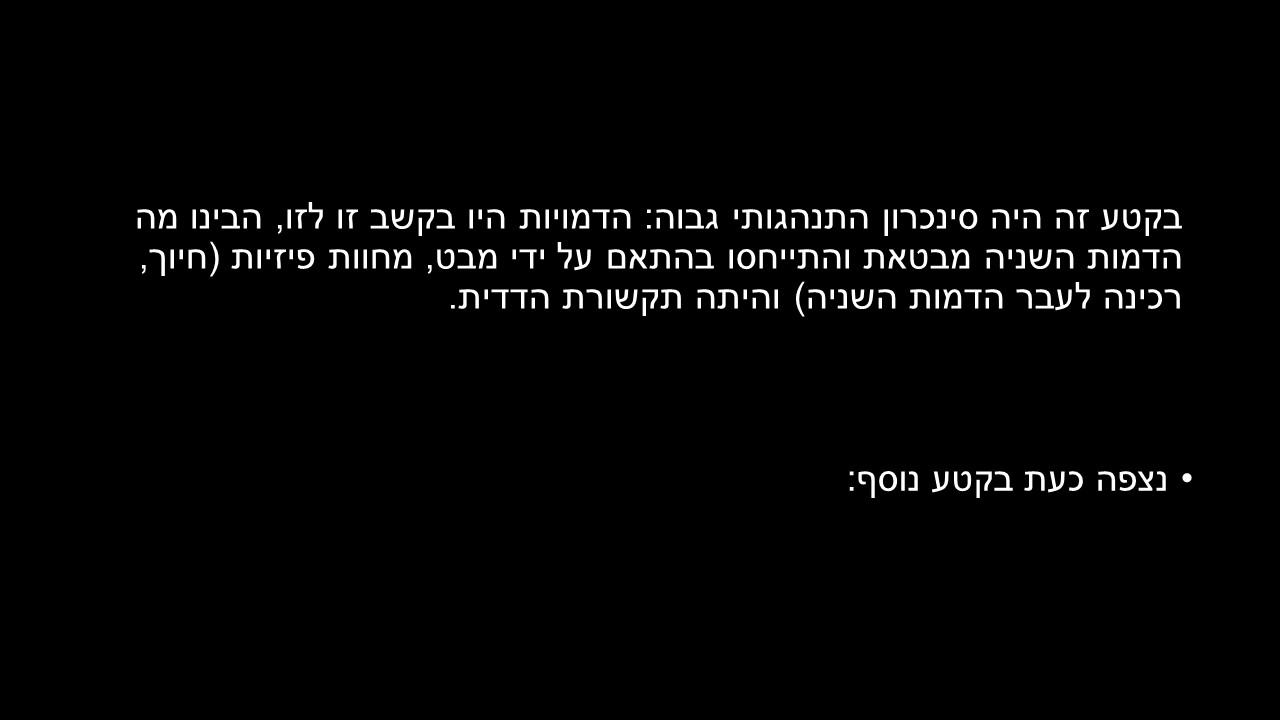 בקטע זה היה סינכרון התנהגותי גבוה: הדמויות היו בקשב זו לזו, הבינו מה
הדמות השניה מבטאת והתייחסו בהתאם על ידי מבט, מחוות פיזיות (חיוך,
רכינה לעבר הדמות השניה) והיתה תקשורת הדדית.
• נצפה כעת בקטע נוסף: